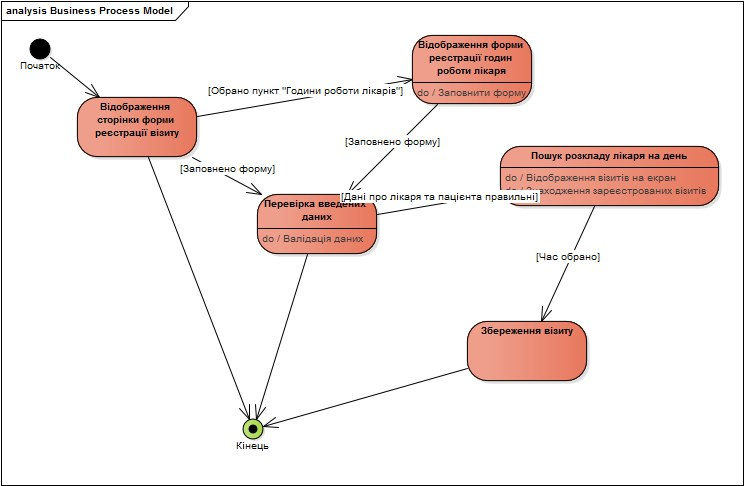 analysis Business Process Model
Початок
Відображення форми
реєстрації годин
роботи лікаря
do / Заповнити форму
[Обрано пункт "Години роботи лікарів"]
Відображення
сторінки форми
реєстрації візиту
[Заповнено форму]
[Заповнено форму]
Пошук розкладу лікаря на день
do / Відображення візитів на екран
do / Знаходження зареєстрованих візитів
[Дані про лікаря та пацієнта правильні]
Перевірка введених
даних
do / Валідація даних
[Час обрано]
Збереження візиту
Кінець